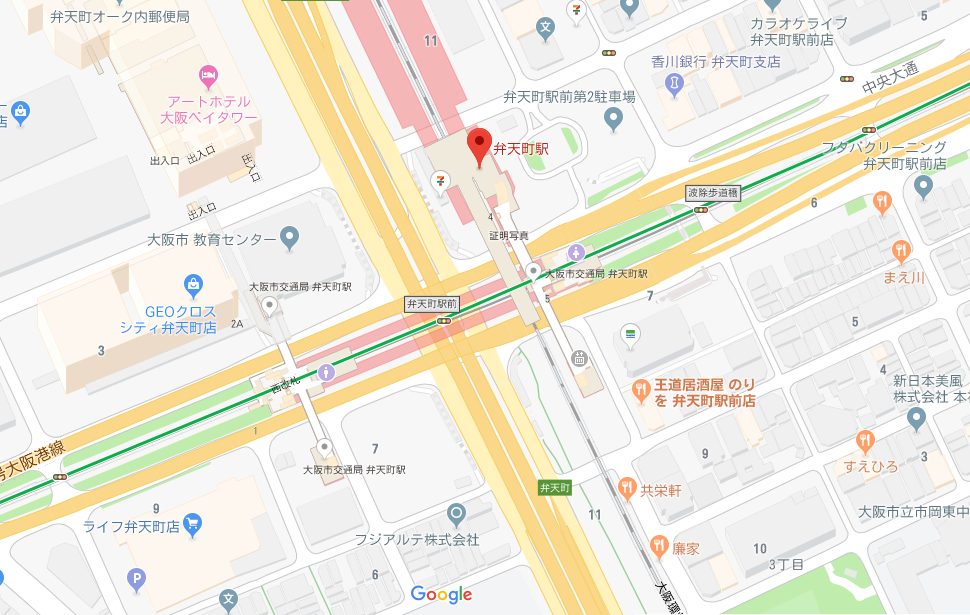 弁天町オーク内郵便局
11
カラオケライブ
弁天町駅前店
5
香川銀行 弁天町支店
中央大通
アートホテル
大阪ベイタワー
弁天町駅前第2駐車場
店
弁天町駅
フタバクリーニング
弁天町駅前店
出入口
出入口
出入口
出入口
波除歩道橋
6
4
証明写真
大阪市 教育センター
大阪市交通局 弁天町駅
まえ川
大阪市交通局 弁天町駅
GEOクロス
シティ弁天町店
2A
弁天町駅前
5
7
5
3
西改札
4
王道居酒屋 のり
を 弁天町駅前店
新日本美風
株式会社 本社
1
号大阪港線
7
大阪市交通局 弁天町駅
9
すえひろ
3
弁天町
共栄軒
9
ライフ弁天町店
11
大阪市立市岡東中
フジアルテ株式会社
廉家
10
3丁目
6
P
文
文
Google
大阪環